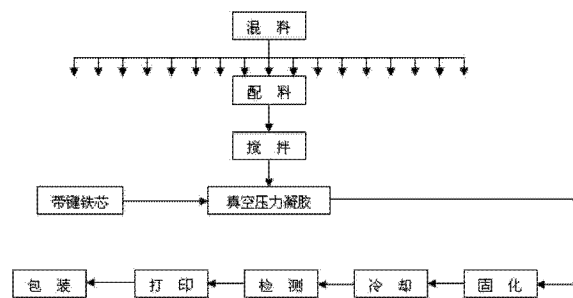 混 料
配 料
搅 拌
带键铁芯
真空压力凝胶
包 装
打 印
检 测
冷 却
固 化